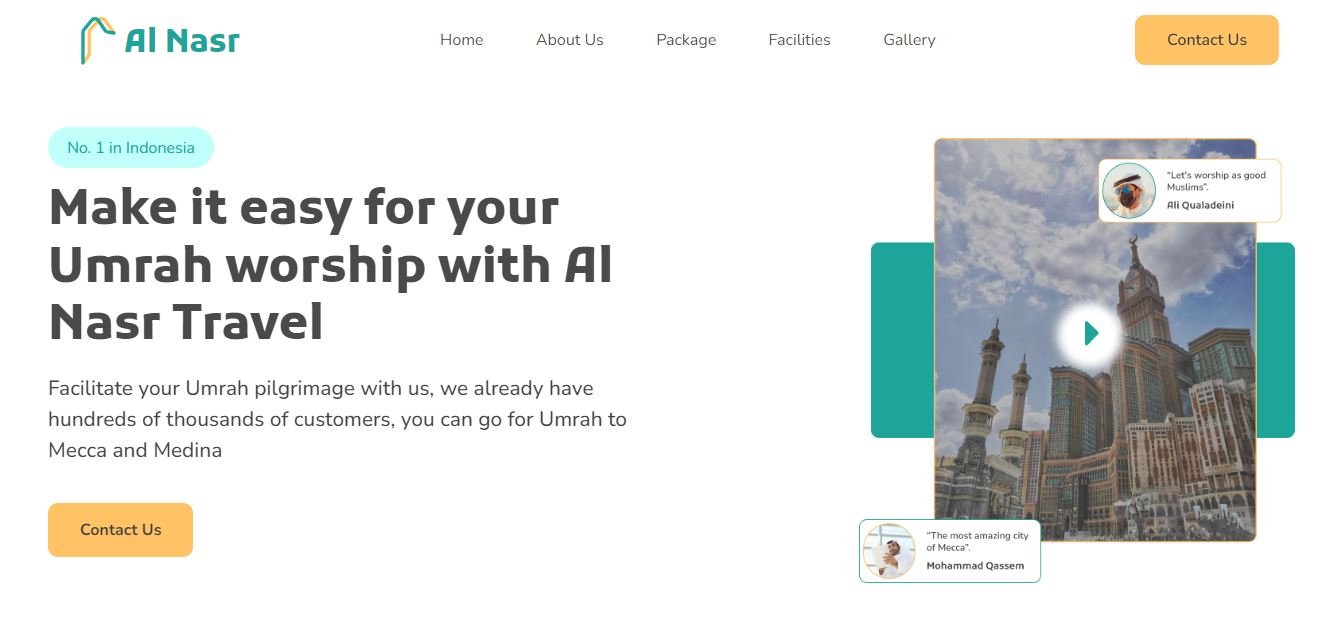 Al Nasr
Home
About Us
Package
Facilities
Gallery
Contact Us
No. 1 in Indonesia
Make it easy for your
Umrah worship with Al
Nasr Travel
Facilitate your Umrah pilgrimage with us, we already have
hundreds of thousands of customers, you can go for Umrah to
Mecca and Medina
Contact Us
"Let's worship as good
Muslims".
Ali Qualadeini
"The most amazing city
of Mecca".
Mohammad Qassem